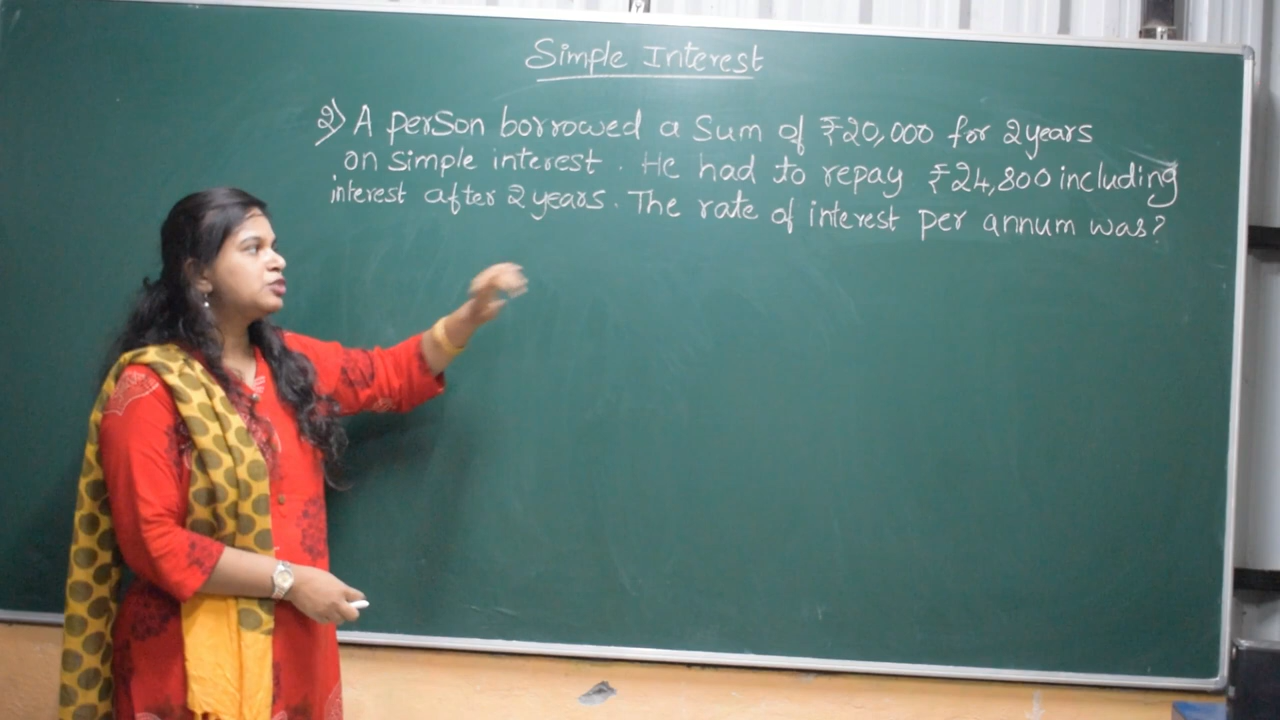 Simple Interest
2) A person borrowed a Sum of ₹20,000 for 2 years
on simple interest. He had to repay ₹24,800 including
interest after 2 years. The rate of interest per annum was?